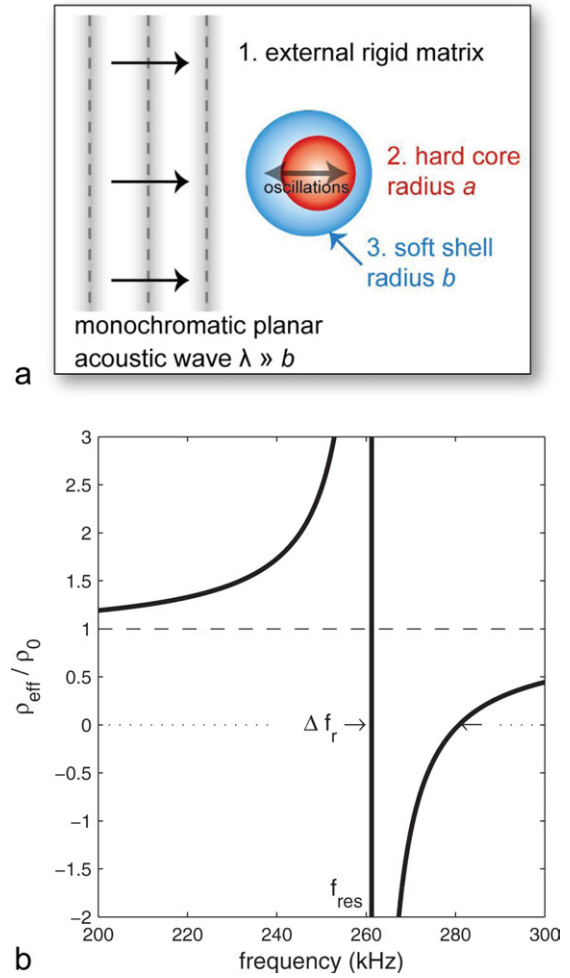 1. external rigid matrix
2. hard core
radius a
oscillations
3. soft shell
radius b
monochromatic planar
acoustic wave λ » b
a
3
2.5
2
1.5
1
0.5
0
-0.5
-1
-1.5
-2
ρeff / ρ0
Δ fr
fres
200
220
240
260
280
300
frequency (kHz)
b